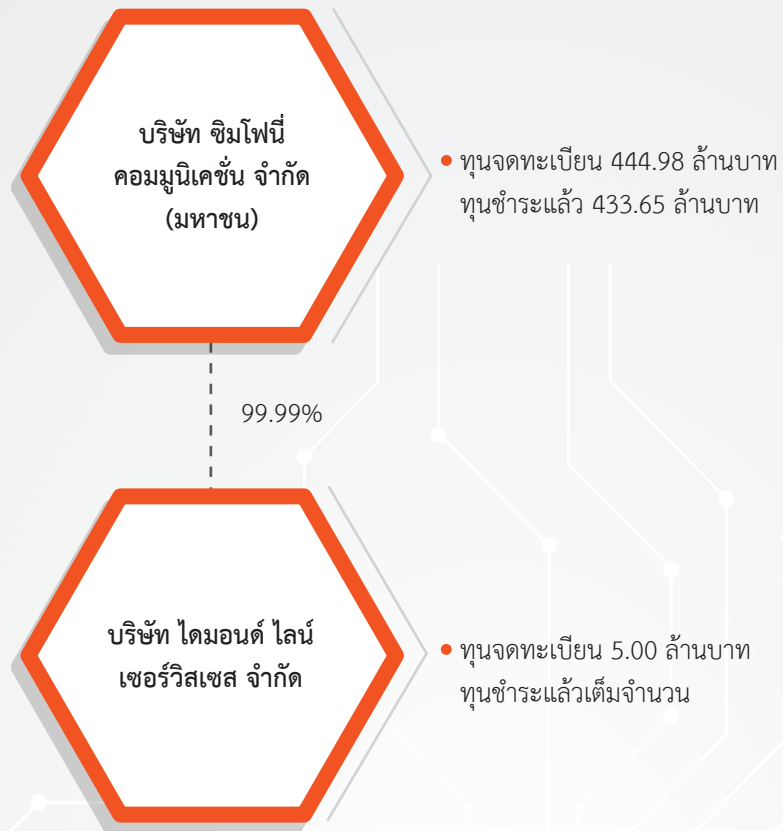 บริษัท ซิมโฟนี่
คอมมูนิเคชั่น จำกัด
(มหาชน)
• ทุนจดทะเบียน 444.98 ล้านบาท
ทุนชำระแล้ว 433.65 ล้านบาท
99.99%
บริษัท ไดมอนด์ ไลน์
เซอร์วิสเซส จำกัด
• ทุนจดทะเบียน 5.00 ล้านบาท
ทุนชำระแล้วเต็มจำนวน